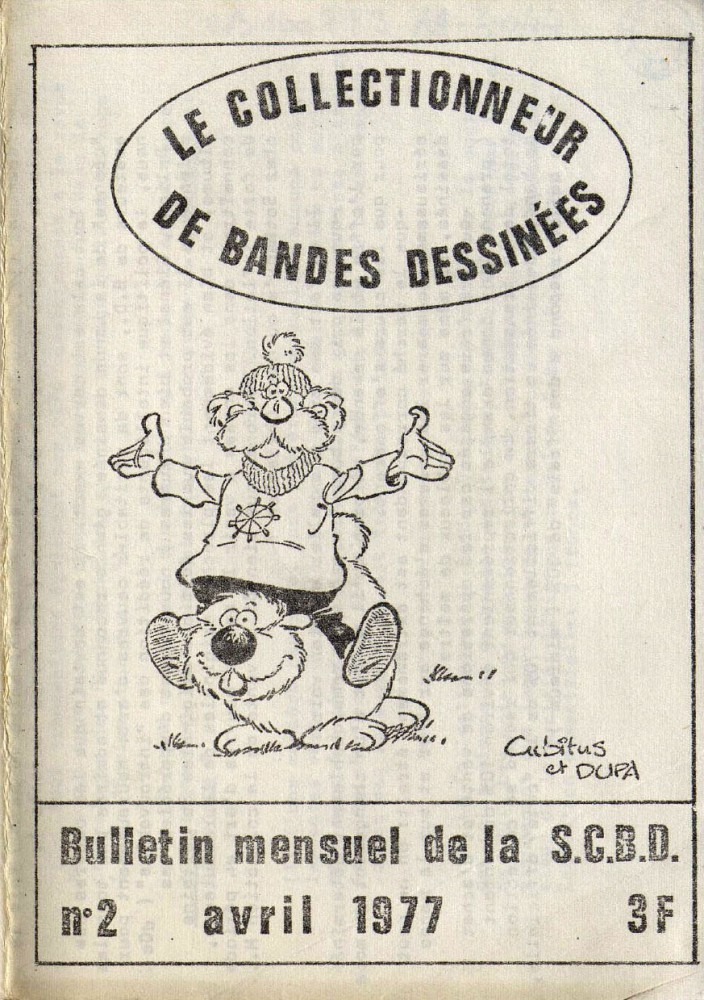 LE COLLECTIONNEUR
DE BANDES DESSINÉES
Cubitus
et DUPA
Bulletin mensuel de la S.C.B.D.
n°2 avril 1977 3F